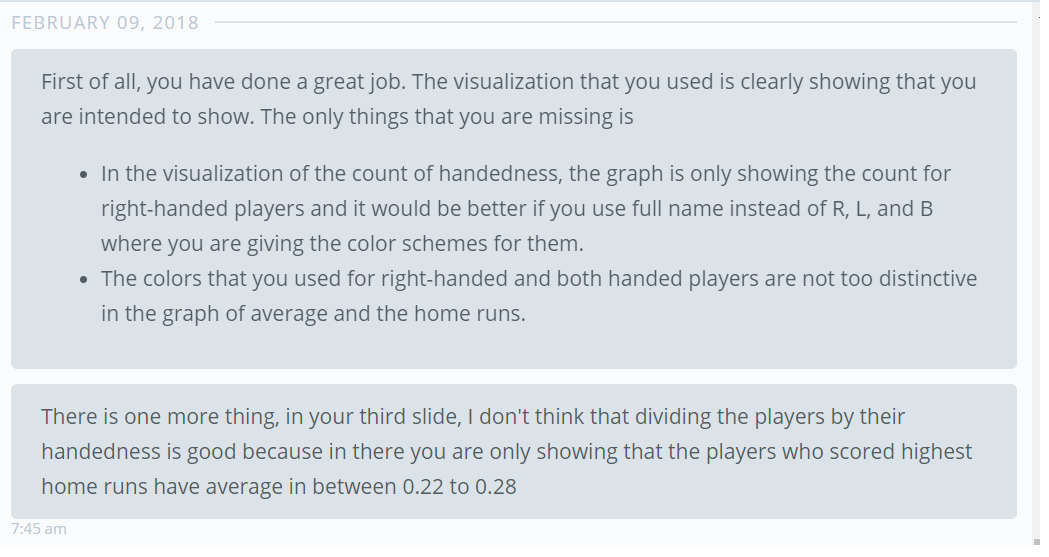 FEBRUARY 09, 2018
First of all, you have done a great job. The visualization that you used is clearly showing that you
are intended to show. The only things that you are missing is
• In the visualization of the count of handedness, the graph is only showing the count for
right-handed players and it would be better if you use full name instead of R, L, and B
where you are giving the color schemes for them.
• The colors that you used for right-handed and both handed players are not too distinctive
in the graph of average and the home runs.
There is one more thing, in your third slide, I don't think that dividing the players by their
handedness is good because in there you are only showing that the players who scored highest
home runs have average in between 0.22 to 0.28
7:45 am